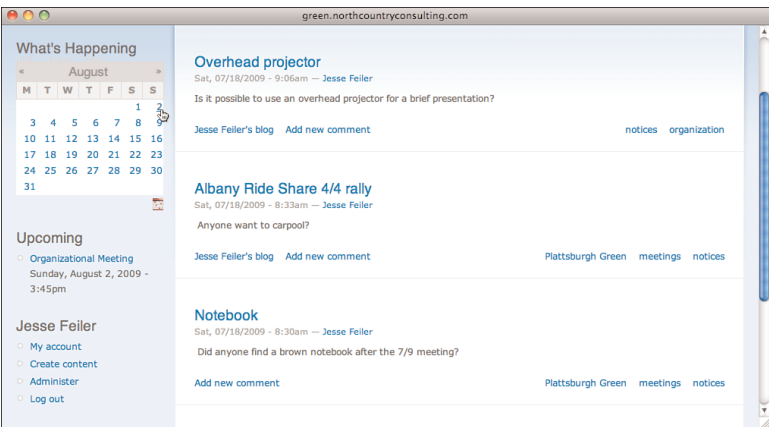 green.northcountryconsulting.com
What's Happening
« August »
M T W T F S S
1 2
3 4 5 6 7 8 9
10 11 12 13 14 15 16
17 18 19 20 21 22 23
24 25 26 27 28 29 30
31
Upcoming
Organizational Meeting
Sunday, August 2, 2009 -
3:45pm
Jesse Feiler
My account
Create content
Administer
Log out
Overhead projector
Sat, 07/18/2009 - 9:06am — Jesse Feiler
Is it possible to use an overhead projector for a brief presentation?
Jesse Feiler's blog Add new comment notices organization
Albany Ride Share 4/4 rally
Sat, 07/18/2009 - 8:33am — Jesse Feiler
Anyone want to carpool?
Jesse Feiler's blog Add new comment Plattsburgh Green meetings notices
Notebook
Sat, 07/18/2009 - 8:30am — Jesse Feiler
Did anyone find a brown notebook after the 7/9 meeting?
Add new comment Plattsburgh Green meetings notices